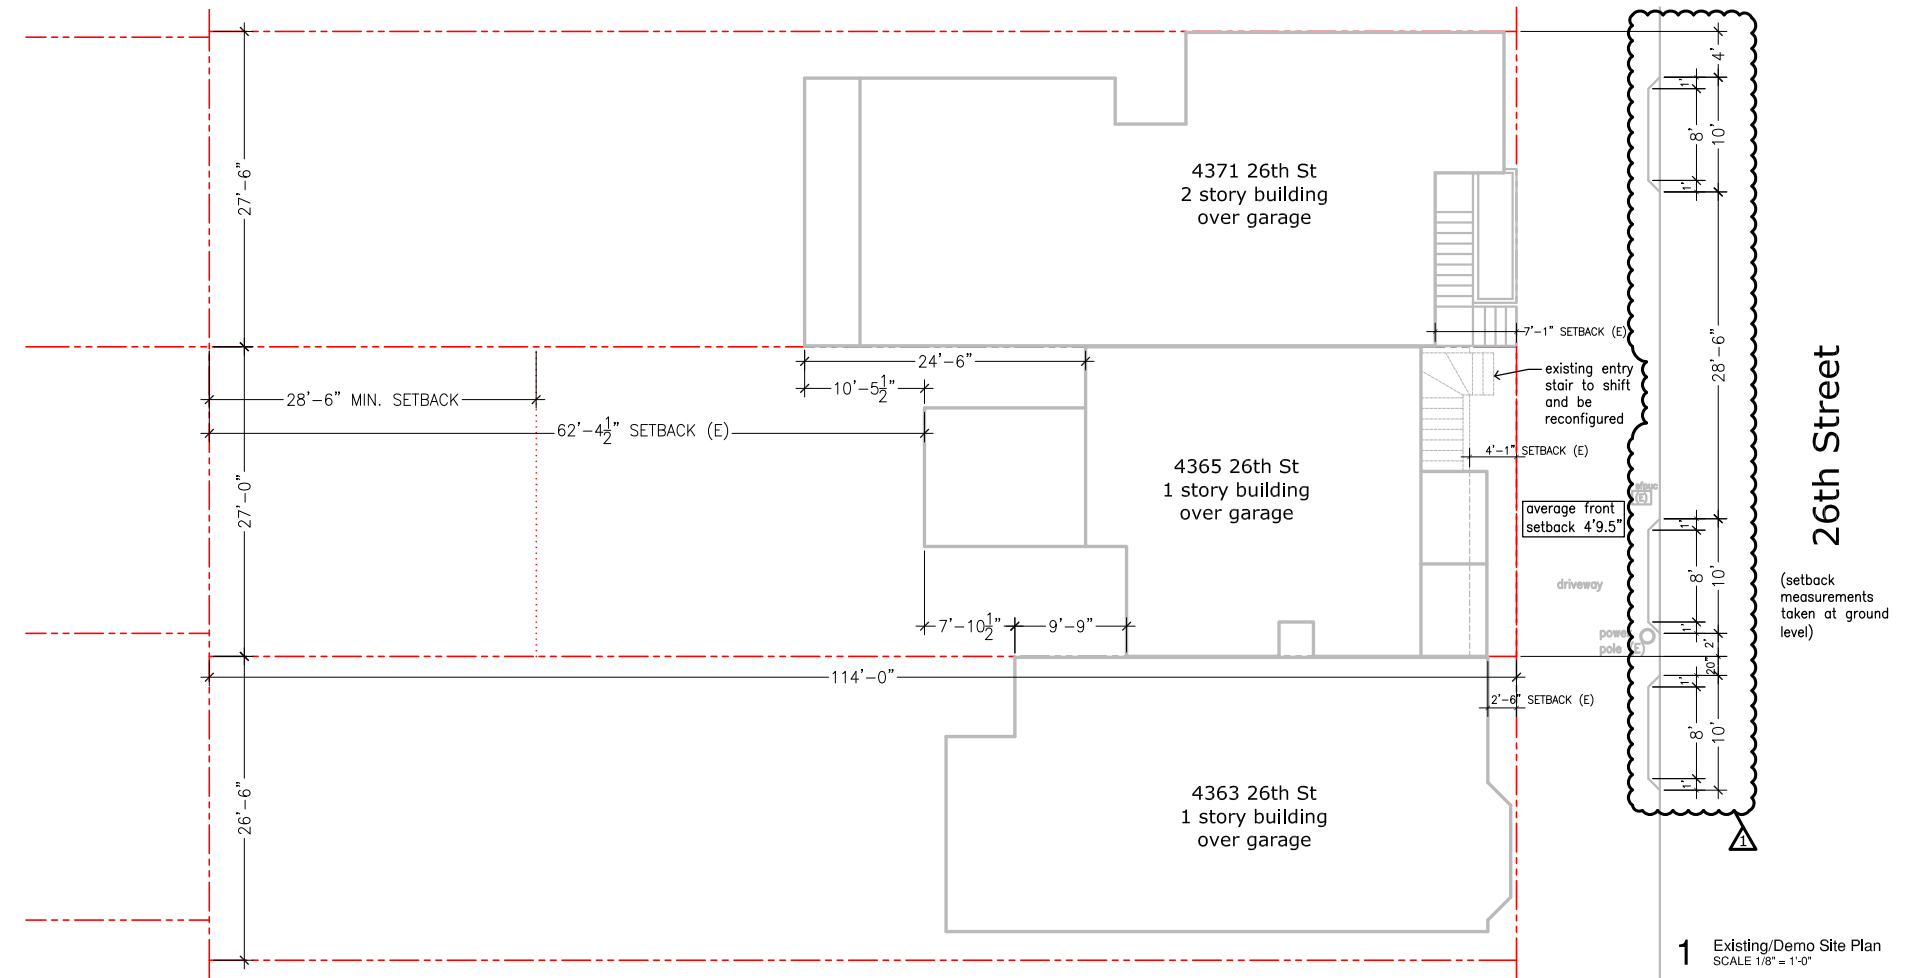 4'
1'
8'
10'
1'
27'-6"
4371 26th St
2 story building
over garage
7'-1" SETBACK (E)
28'-6"
24'-6"
10'-5½"
28'-6" MIN. SETBACK
62'-4½" SETBACK (E)
existing entry
stair to shift
and be
reconfigured
4'-1" SETBACK (E)
4365 26th St
1 story building
over garage
27'-0"
sfpuc
(E)
average front
setback 4'9.5"
26th Street
1'
8'
10'
1'
driveway
(setback
measurements
taken at ground
level)
power
pole (E)
2'
20"
7'-10½"
9'-9"
114'-0"
2'-6" SETBACK (E)
1'
8'
10'
1'
4363 26th St
1 story building
over garage
26'-6"
1
1 Existing/Demo Site Plan
SCALE 1/8" = 1'-0"